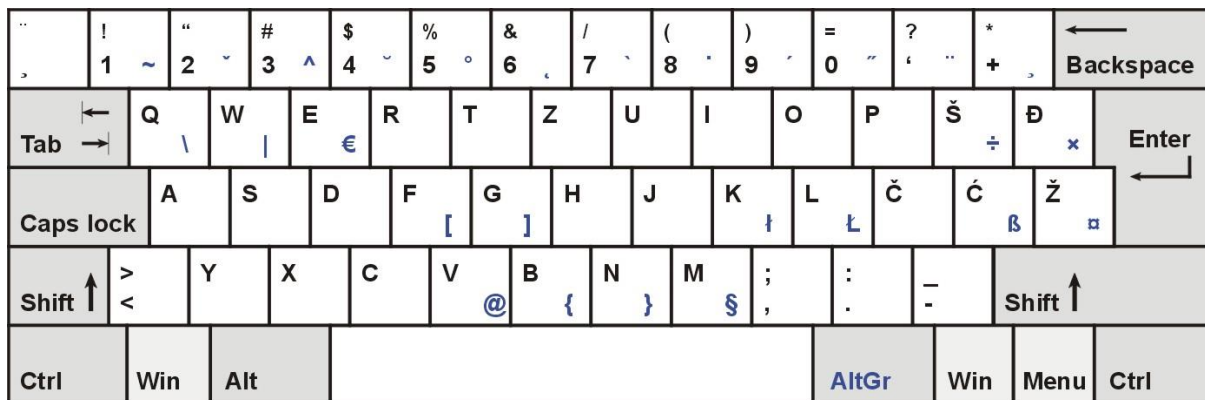 ¨ ! “ # $ % & / ( ) = ? *
¸ 1 ~ 2 ˇ 3 ^ 4 ˘ 5 ° 6 ˛ 7 ` 8 ˙ 9 ´ 0 ˝ ‘ ¨ + ¸ Backspace
Q W E R T Z U I O P Š Đ
Tab \ | € ÷ × Enter
A S D F G H J K L Č Ć Ž
Caps lock [ ] ł Ł ß ¤
> Y X C V B N M ; : _
Shift < @ { } § , . - Shift
Ctrl Win Alt AltGr Win Menu Ctrl